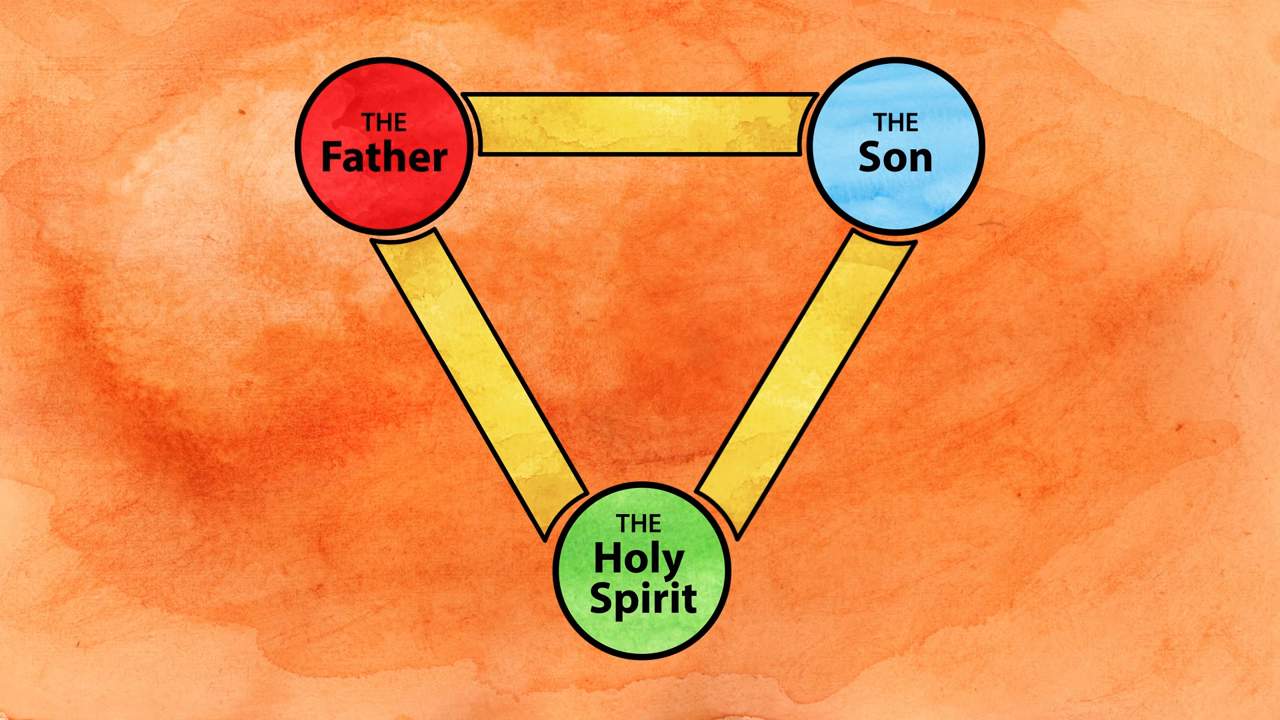 THE
Father
THE
Son
THE
Holy
Spirit